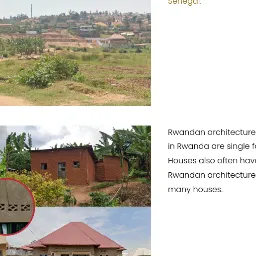 Senegal.
Rwandan architecture
in Rwanda are single f
Houses also often hav
Rwandan architecture
many houses.